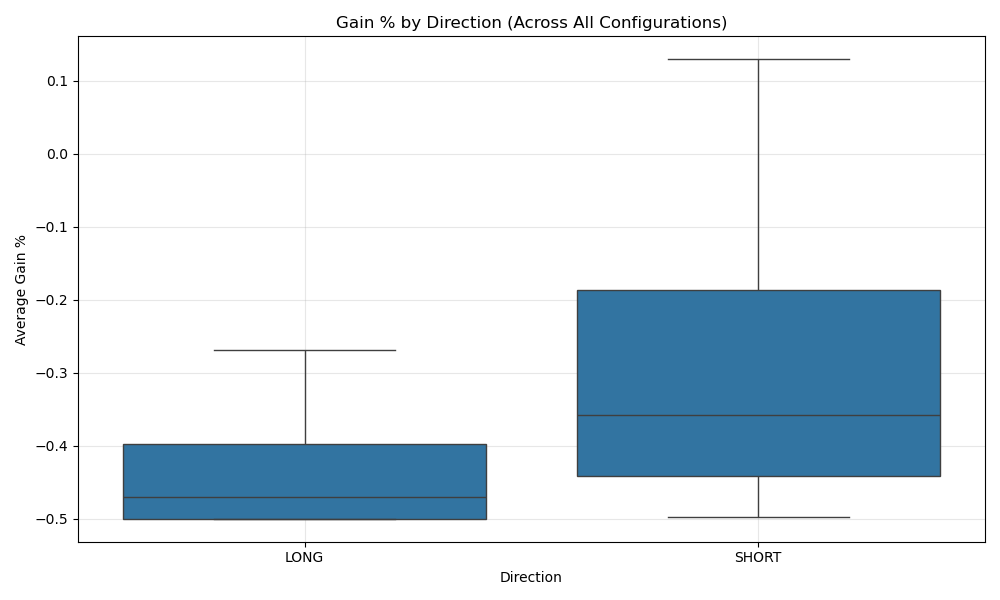 Gain % by Direction (Across All Configurations)
Average Gain %
0.1
0.0
−0.1
−0.2
−0.3
−0.4
−0.5
LONG
SHORT
Direction